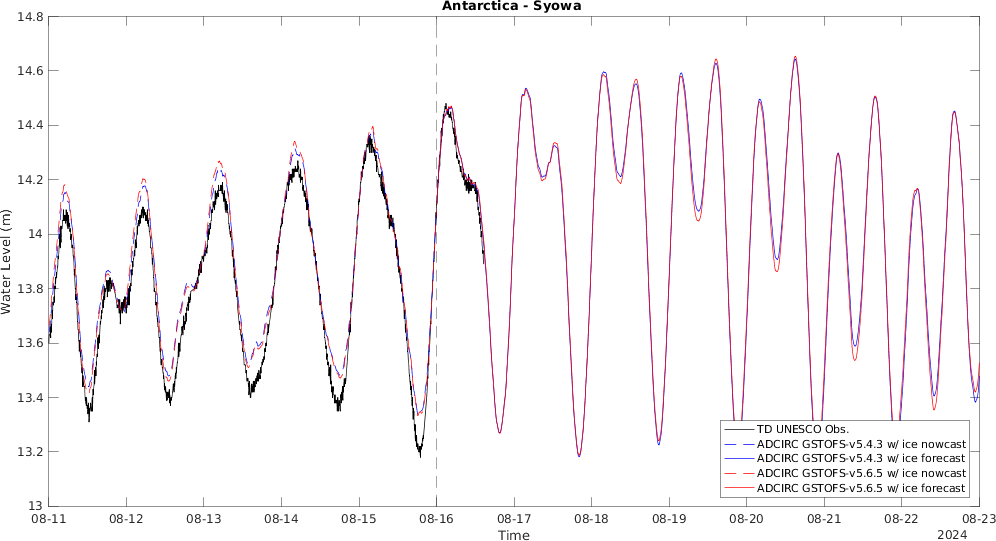 Antarctica - Syowa
Water Level (m)
14.8
14.6
14.4
14.2
14
13.8
13.6
13.4
13.2
13
08-11 08-12 08-13 08-14 08-15 08-16 08-17 08-18 08-19 08-20 08-21 08-22 08-23
Time
2024
TD UNESCO Obs.
ADCIRC GSTOFS-v5.4.3 w/ ice nowcast
ADCIRC GSTOFS-v5.4.3 w/ ice forecast
ADCIRC GSTOFS-v5.6.5 w/ ice nowcast
ADCIRC GSTOFS-v5.6.5 w/ ice forecast